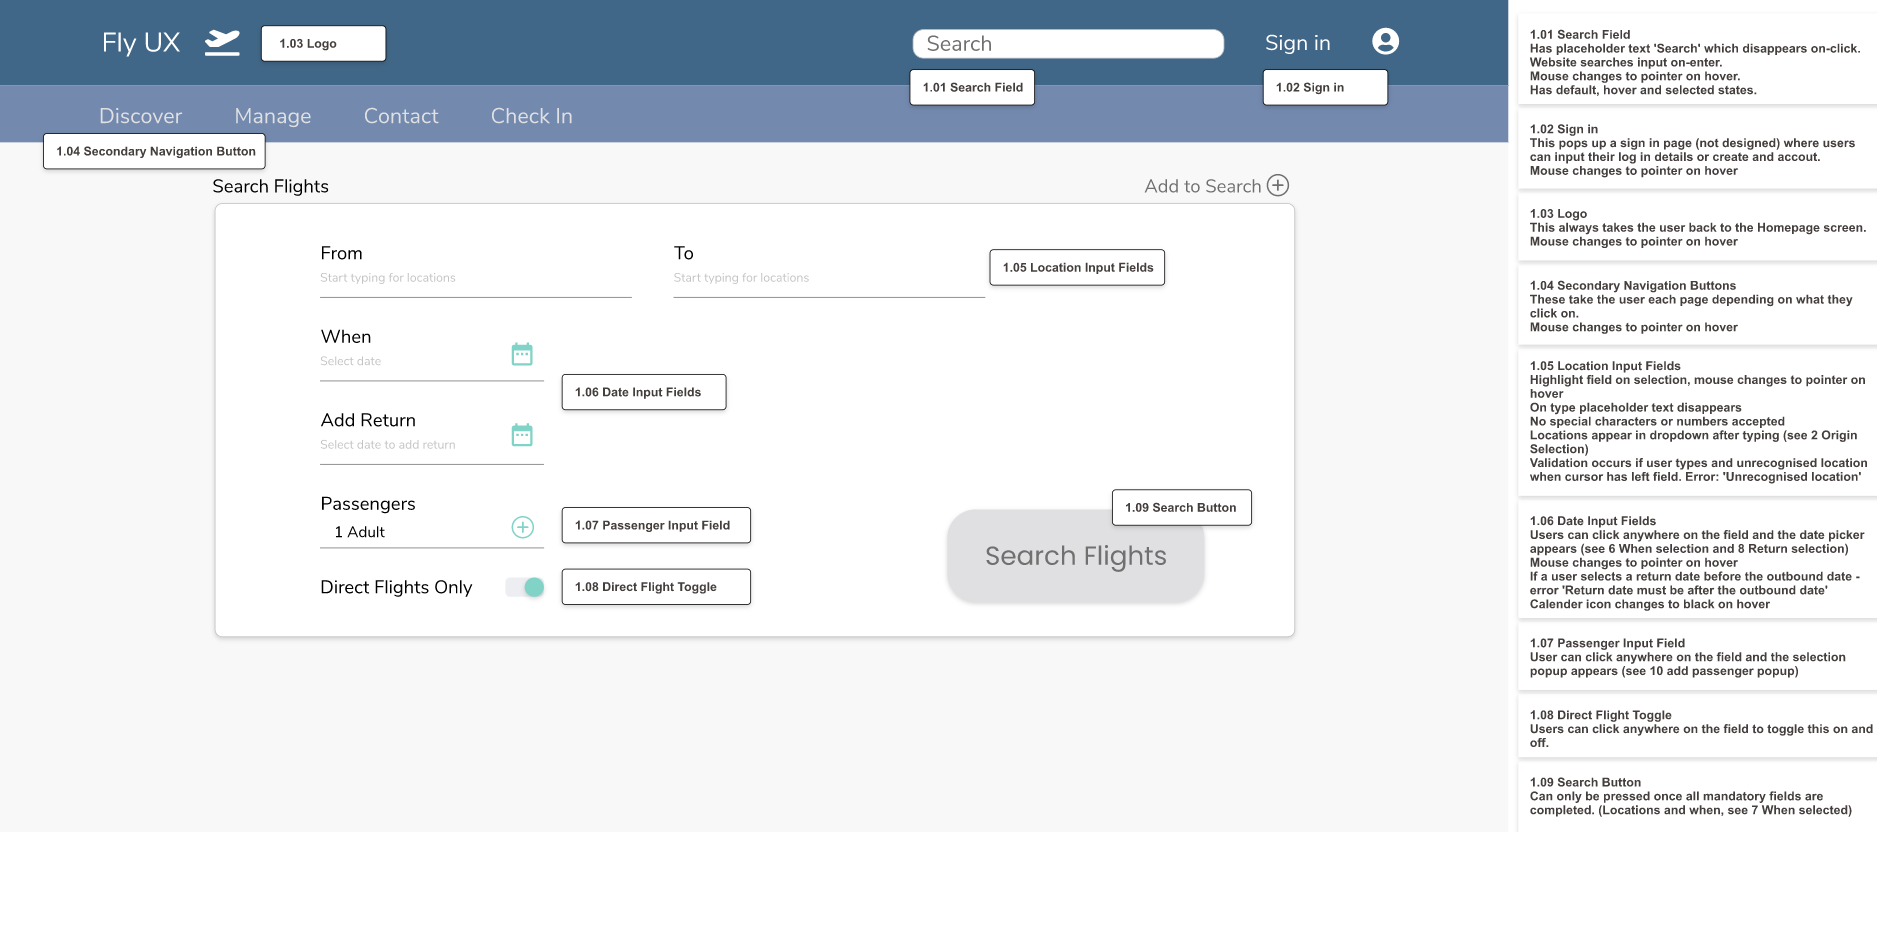 Fly UX
1.03 Logo
Search
Sign in
1.01 Search Field
1.02 Sign in
Discover
Manage
Contact
Check In
1.04 Secondary Navigation Button
Search Flights
Add to Search
From
Start typing for locations
To
Start typing for locations
1.05 Location Input Fields
When
Select date
1.06 Date Input Fields
Add Return
Select date to add return
Passengers
1 Adult
1.07 Passenger Input Field
Direct Flights Only
1.08 Direct Flight Toggle
1.09 Search Button
Search Flights
1.01 Search Field
Has placeholder text 'Search' which disappears on-click.
Website searches input on-enter.
Mouse changes to pointer on hover.
Has default, hover and selected states.
1.02 Sign in
This pops up a sign in page (not designed) where users
can input their log in details or create and accout.
Mouse changes to pointer on hover
1.03 Logo
This always takes the user back to the Homepage screen.
Mouse changes to pointer on hover
1.04 Secondary Navigation Buttons
These take the user each page depending on what they
click on.
Mouse changes to pointer on hover
1.05 Location Input Fields
Highlight field on selection, mouse changes to pointer on
hover
On type placeholder text disappears
No special characters or numbers accepted
Locations appear in dropdown after typing (see 2 Origin
Selection)
Validation occurs if user types and unrecognised location
when cursor has left field. Error: 'Unrecognised location'
1.06 Date Input Fields
Users can click anywhere on the field and the date picker
appears (see 6 When selection and 8 Return selection)
Mouse changes to pointer on hover
If a user selects a return date before the outbound date -
error 'Return date must be after the outbound date'
Calender icon changes to black on hover
1.07 Passenger Input Field
User can click anywhere on the field and the selection
popup appears (see 10 add passenger popup)
1.08 Direct Flight Toggle
Users can click anywhere on the field to toggle this on and
off.
1.09 Search Button
Can only be pressed once all mandatory fields are
completed. (Locations and when, see 7 When selected)